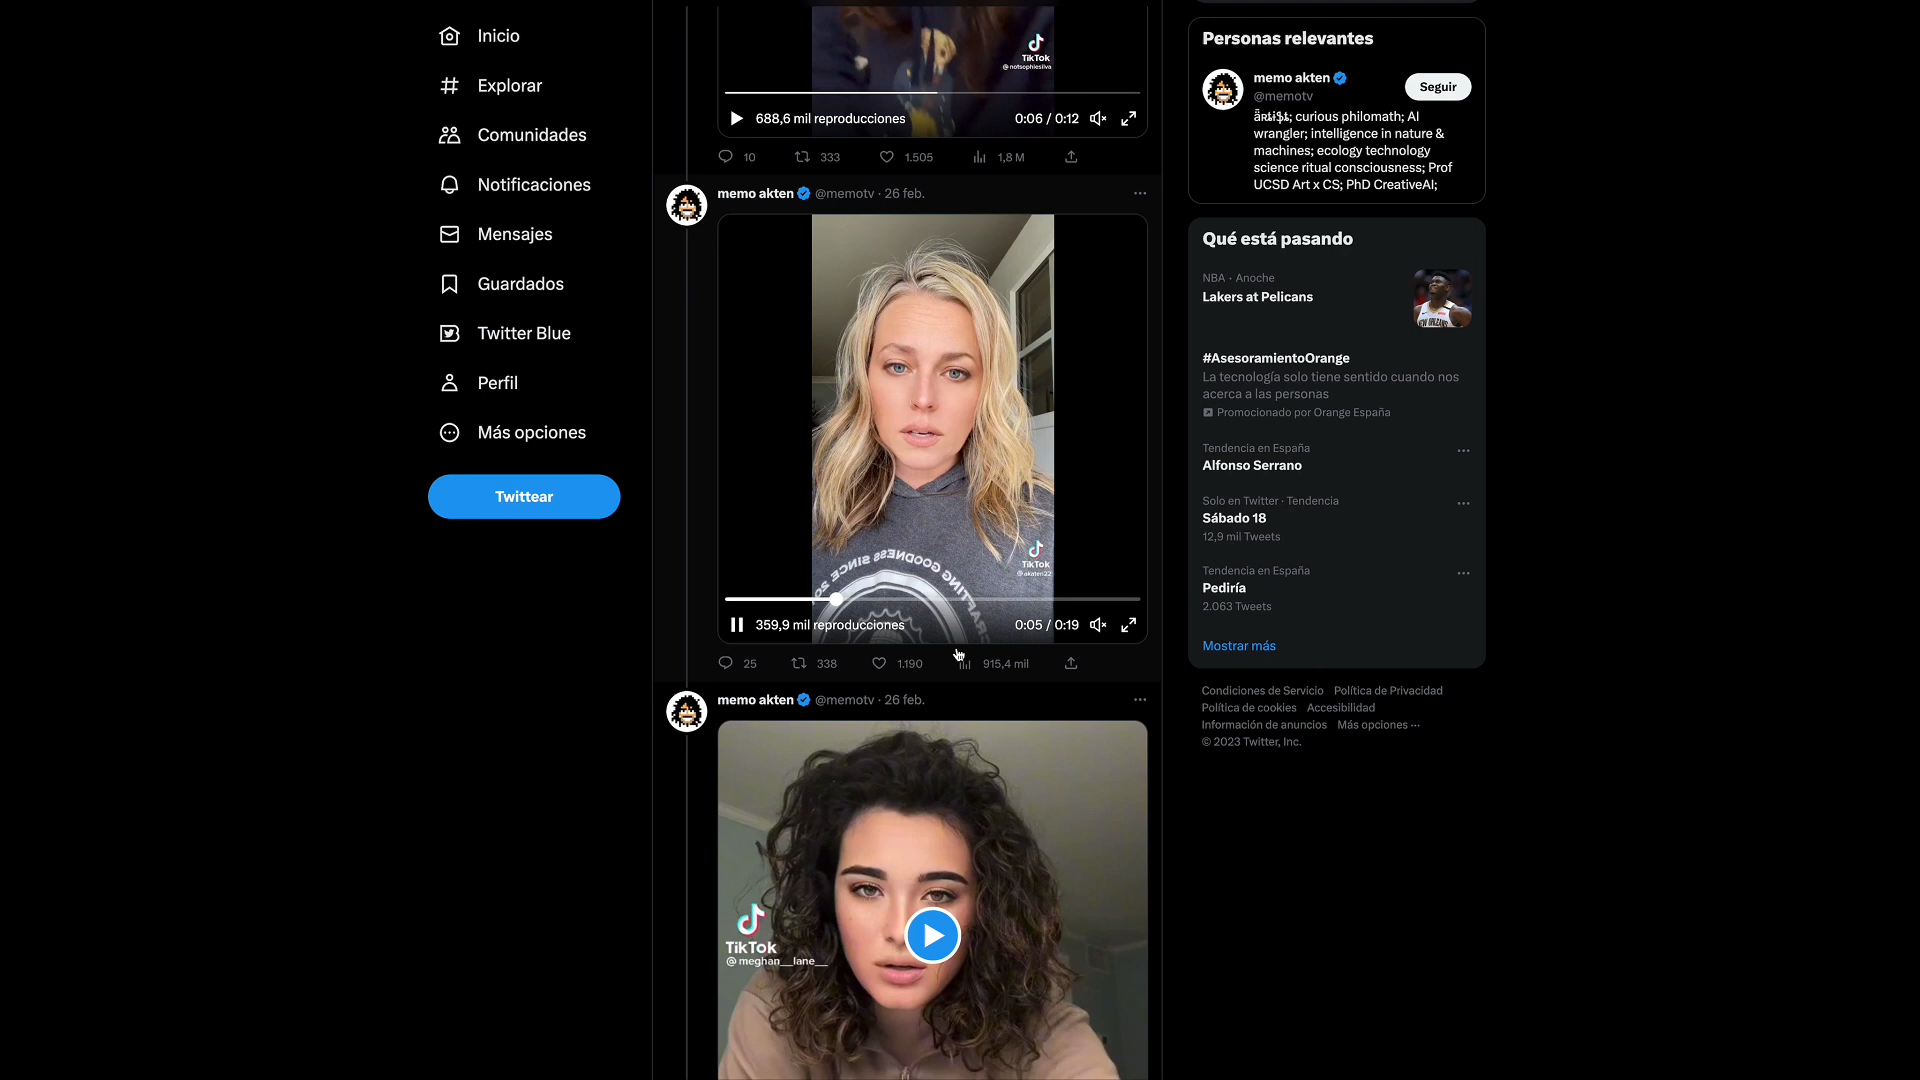 Inicio
Explorar
Comunidades
Notificaciones
Mensajes
Guardados
Twitter Blue
Perfil
Más opciones
Twittear
TikTok
@notsophiesilva
688,6 mil reproducciones
0:06 / 0:12
10
333
1.505
1,8 M
memo akten @memotv · 26 feb.
CRAFTING GOODNESS SINCE
TikTok
@akateri22
359,9 mil reproducciones
0:05 / 0:19
25
338
1.190
915,4 mil
memo akten @memotv · 26 feb.
TikTok
@meghan__lane__
Personas relevantes
memo akten
@memotv
Seguir
curious philomath; AI
wrangler; intelligence in nature &
machines; ecology technology
science ritual consciousness; Prof
UCSD Art x CS; PhD CreativeAI;
Qué está pasando
NBA · Anoche
Lakers at Pelicans
#AsesoramientoOrange
La tecnología solo tiene sentido cuando nos
acerca a las personas
Promocionado por Orange España
Tendencia en España
Alfonso Serrano
Solo en Twitter · Tendencia
Sábado 18
12,9 mil Tweets
Tendencia en España
Pediría
2.063 Tweets
Mostrar más
Condiciones de Servicio Política de Privacidad
Política de cookies Accesibilidad
Información de anuncios Más opciones ···
© 2023 Twitter, Inc.